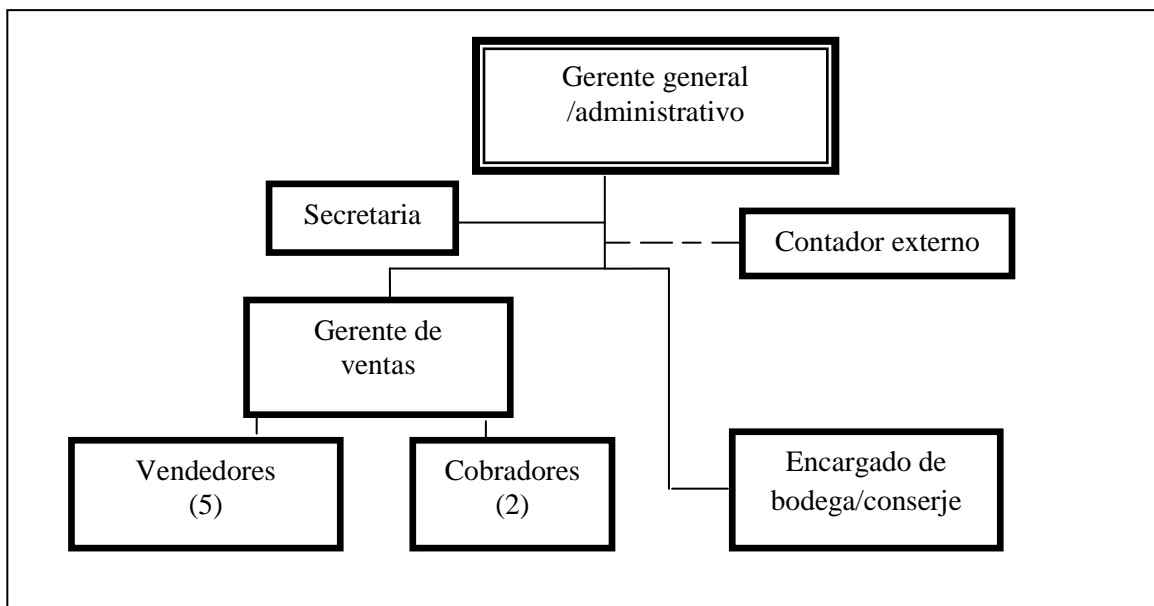 Gerente general
/administrativo
Secretaria
Contador externo
Gerente de
ventas
Vendedores
(5)
Cobradores
(2)
Encargado de
bodega/conserje